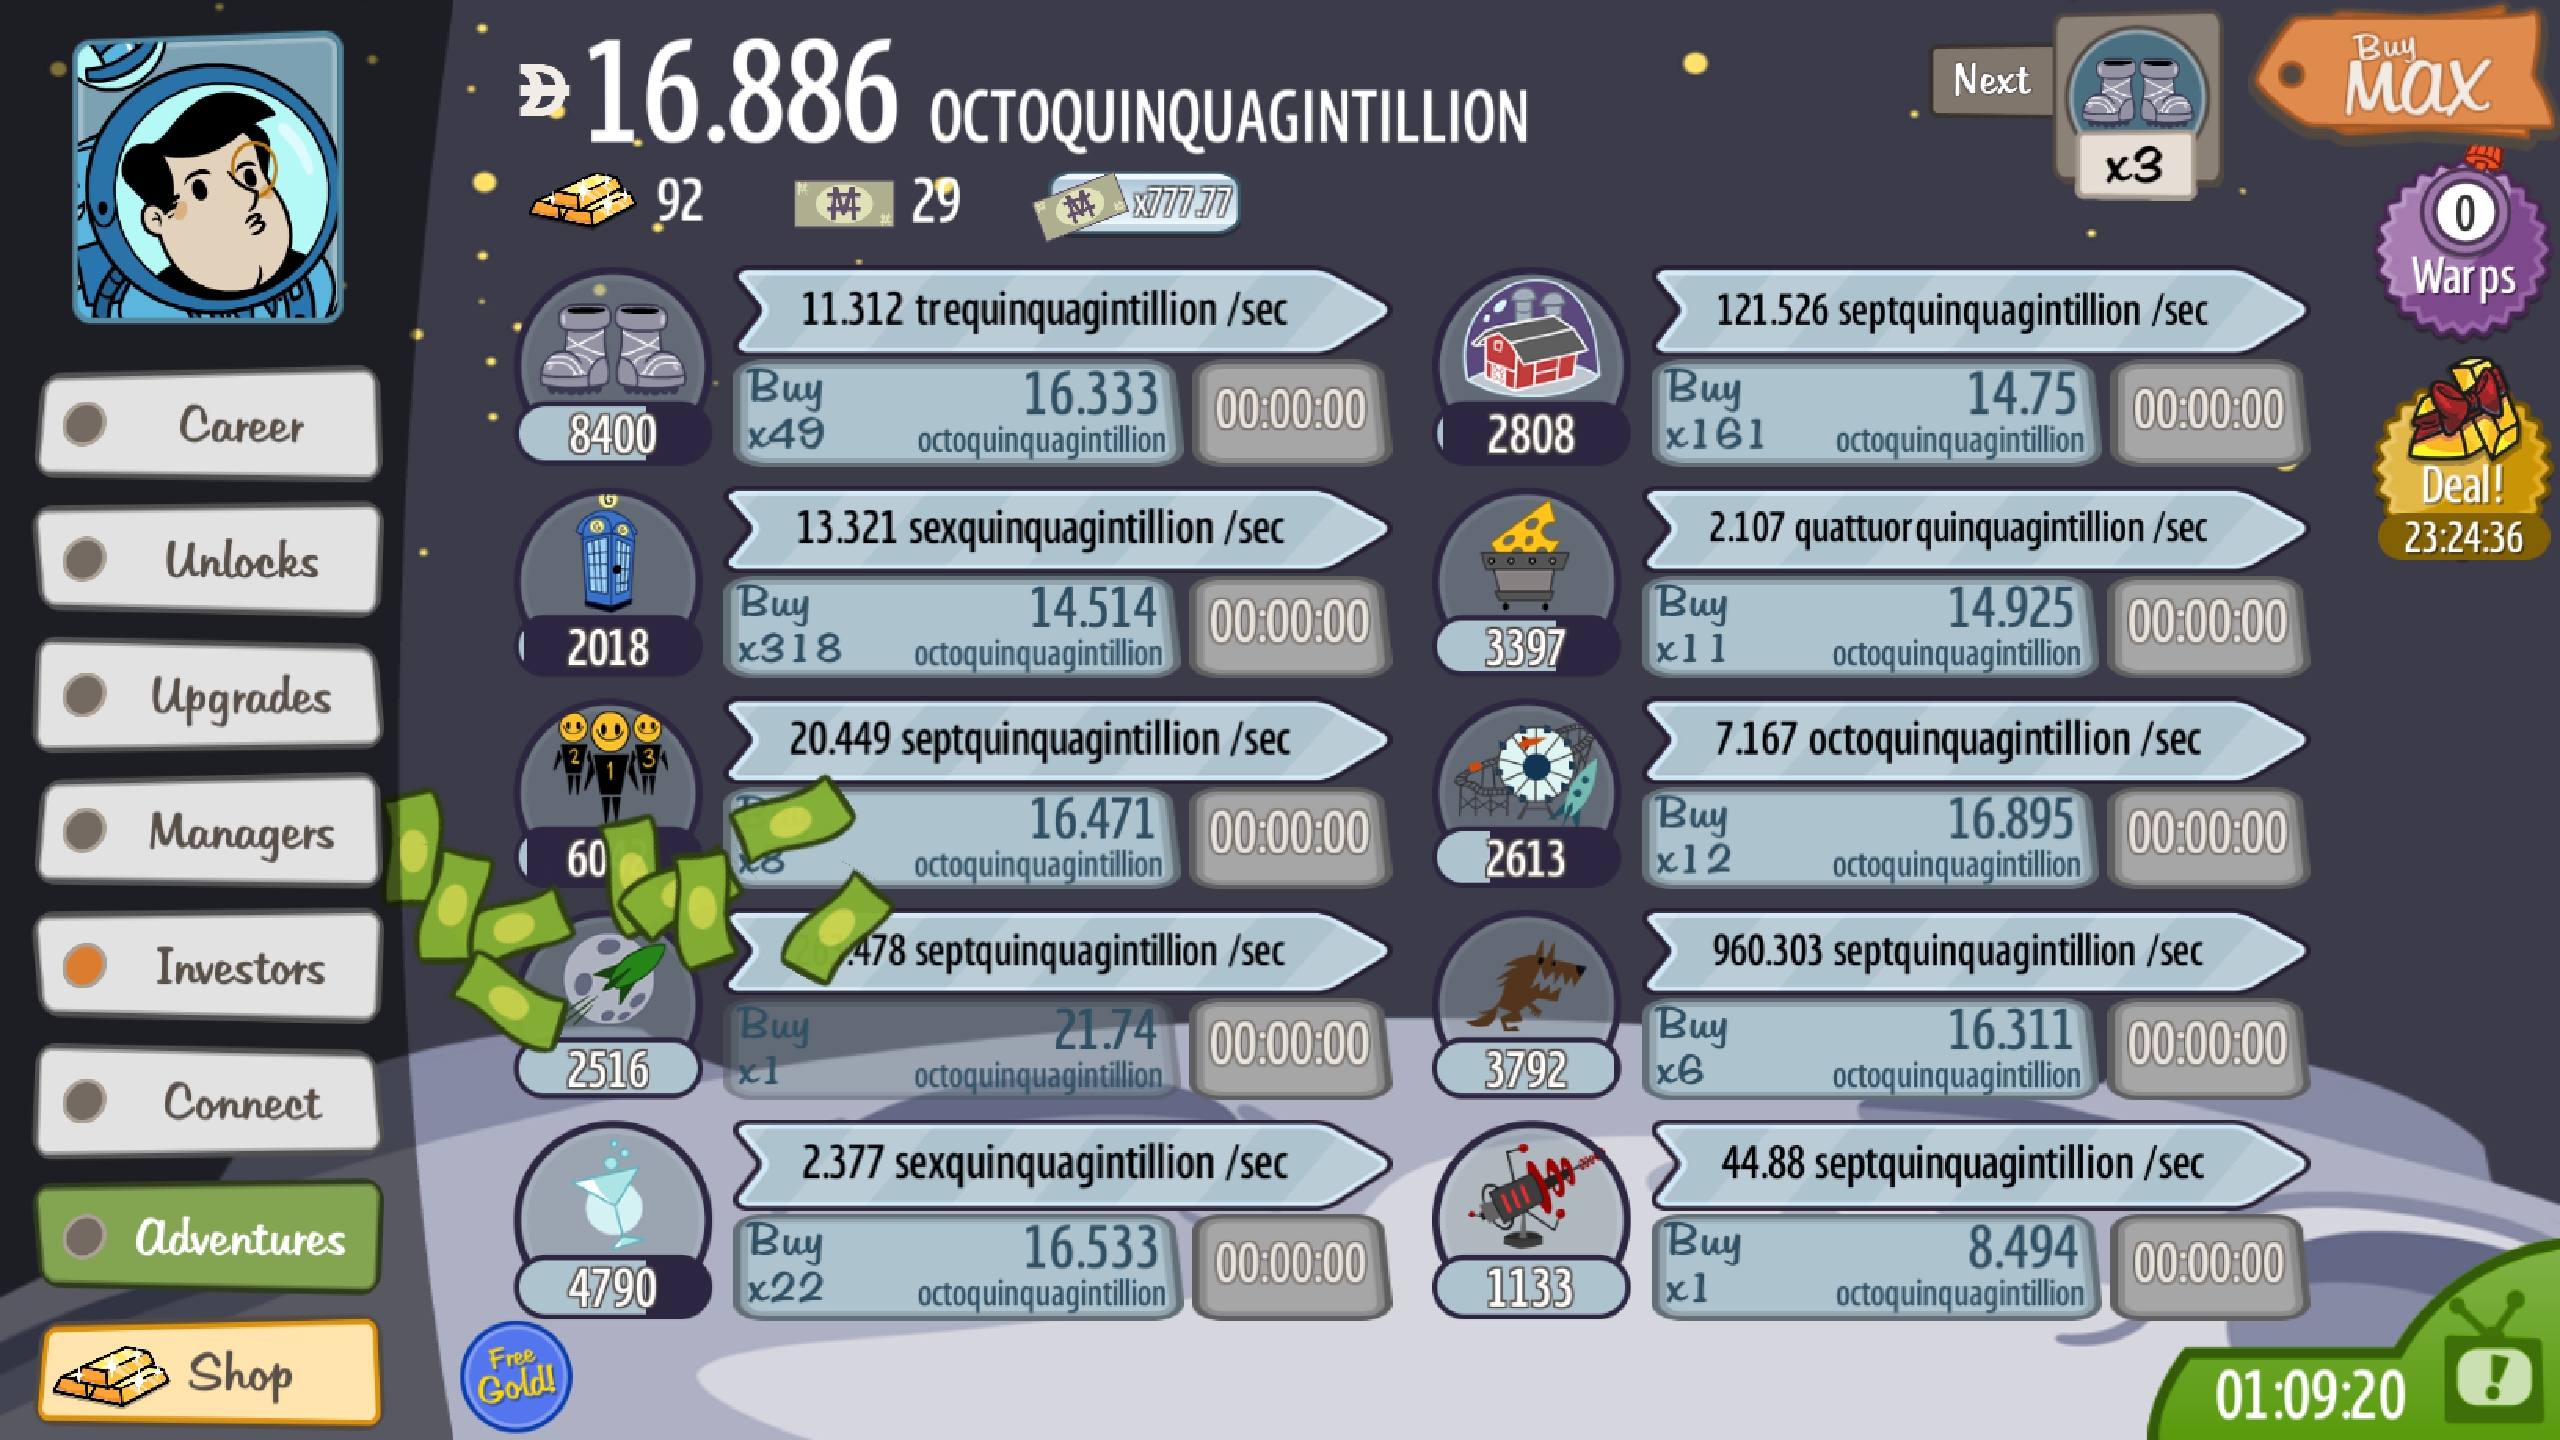 16.886 OCTOQUINQUAGINTILLION
92
29
x777.77
Next
x3
Buy
MAX
0
Warps
Deal!
23:24:36
Career
Unlocks
Upgrades
Managers
Investors
Connect
Adventures
Shop
11.312 trequinquagintillion /sec
Buy 16.333
x49 octoquinquagintillion
00:00:00
8400
121.526 septquinquagintillion /sec
Buy 14.75
x161 octoquinquagintillion
00:00:00
2808
G
13.321 sexquinquagintillion /sec
Buy 14.514
x318 octoquinquagintillion
00:00:00
2018
2.107 quattuorquinquagintillion /sec
Buy 14.925
x11 octoquinquagintillion
00:00:00
3397
2 1 3
20.449 septquinquagintillion /sec
16.471
x8 octoquinquagintillion
00:00:00
7.167 octoquinquagintillion /sec
Buy 16.895
x12 octoquinquagintillion
00:00:00
2613
septquinquagintillion /sec
Buy 21.74
x1 octoquinquagintillion
00:00:00
2516
960.303 septquinquagintillion /sec
Buy 16.311
x6 octoquinquagintillion
00:00:00
3792
2.377 sexquinquagintillion /sec
Buy 16.533
x22 octoquinquagintillion
00:00:00
4790
44.88 septquinquagintillion /sec
Buy 8.494
x1 octoquinquagintillion
00:00:00
1133
Free
Gold!
01:09:20
!